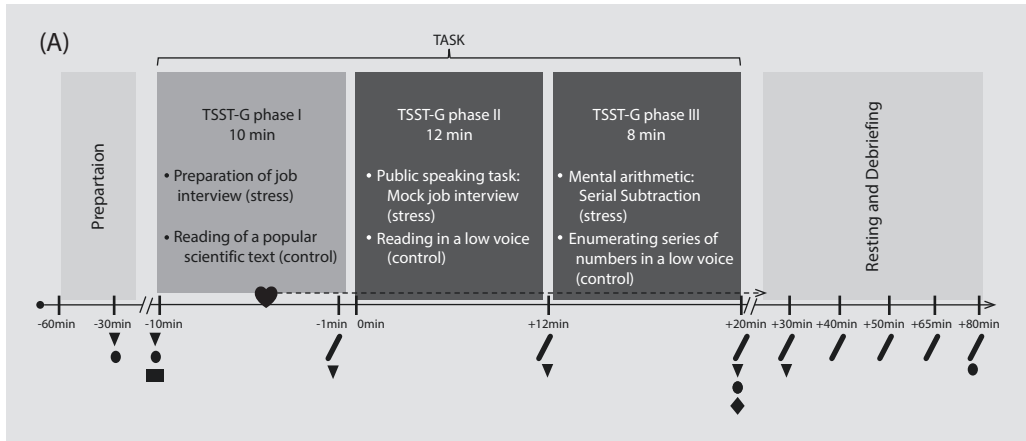 (A)
TASK
Prepartaion
TSST-G phase I
10 min
• Preparation of job
interview (stress)
• Reading of a popular
scientific text (control)
TSST-G phase II
12 min
• Public speaking task:
Mock job interview
(stress)
• Reading in a low voice
(control)
TSST-G phase III
8 min
• Mental arithmetic:
Serial Subtraction
(stress)
• Enumerating series of
numbers in a low voice
(control)
Resting and Debriefing
-60min -30min -10min -1min 0min +12min +20min +30min +40min +50min +65min +80min